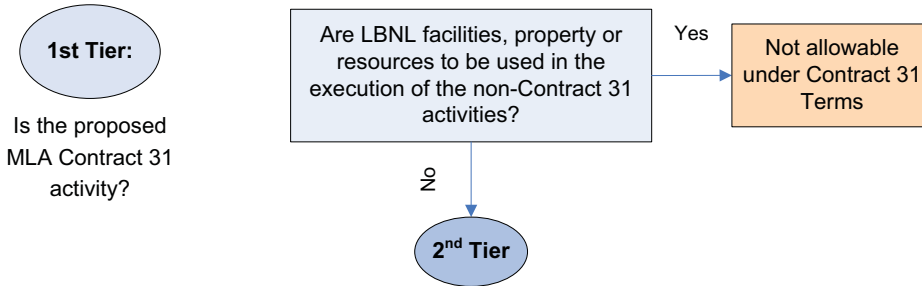 1st Tier:
Is the proposed
MLA Contract 31
activity?
Are LBNL facilities, property or
resources to be used in the
execution of the non-Contract 31
activities?
Yes
Not allowable
under Contract 31
Terms
No
2nd Tier